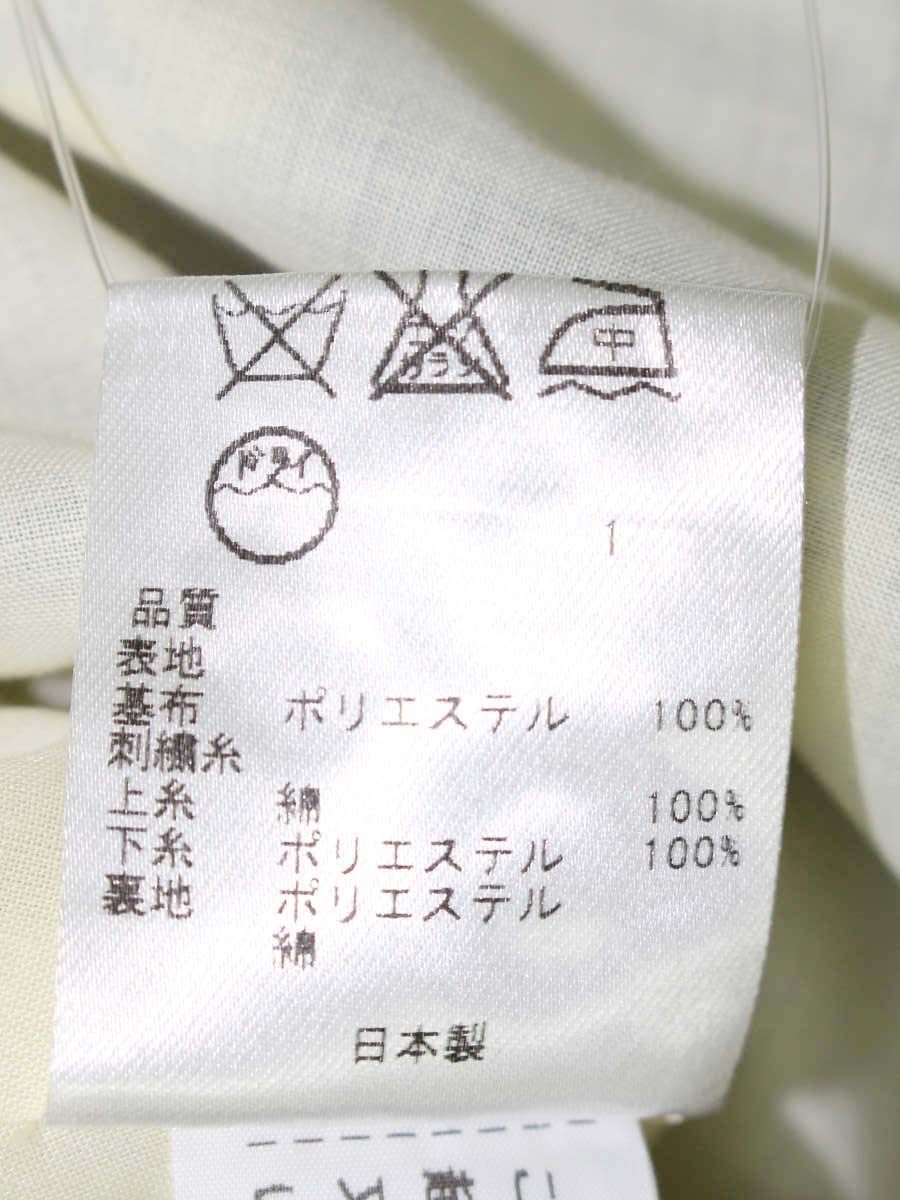 中
ドライ
1
品質
表地
基布 ポリエステル 100%
刺繍糸
上糸 綿 100%
下糸 ポリエステル 100%
裏地 ポリエステル
綿
日本製